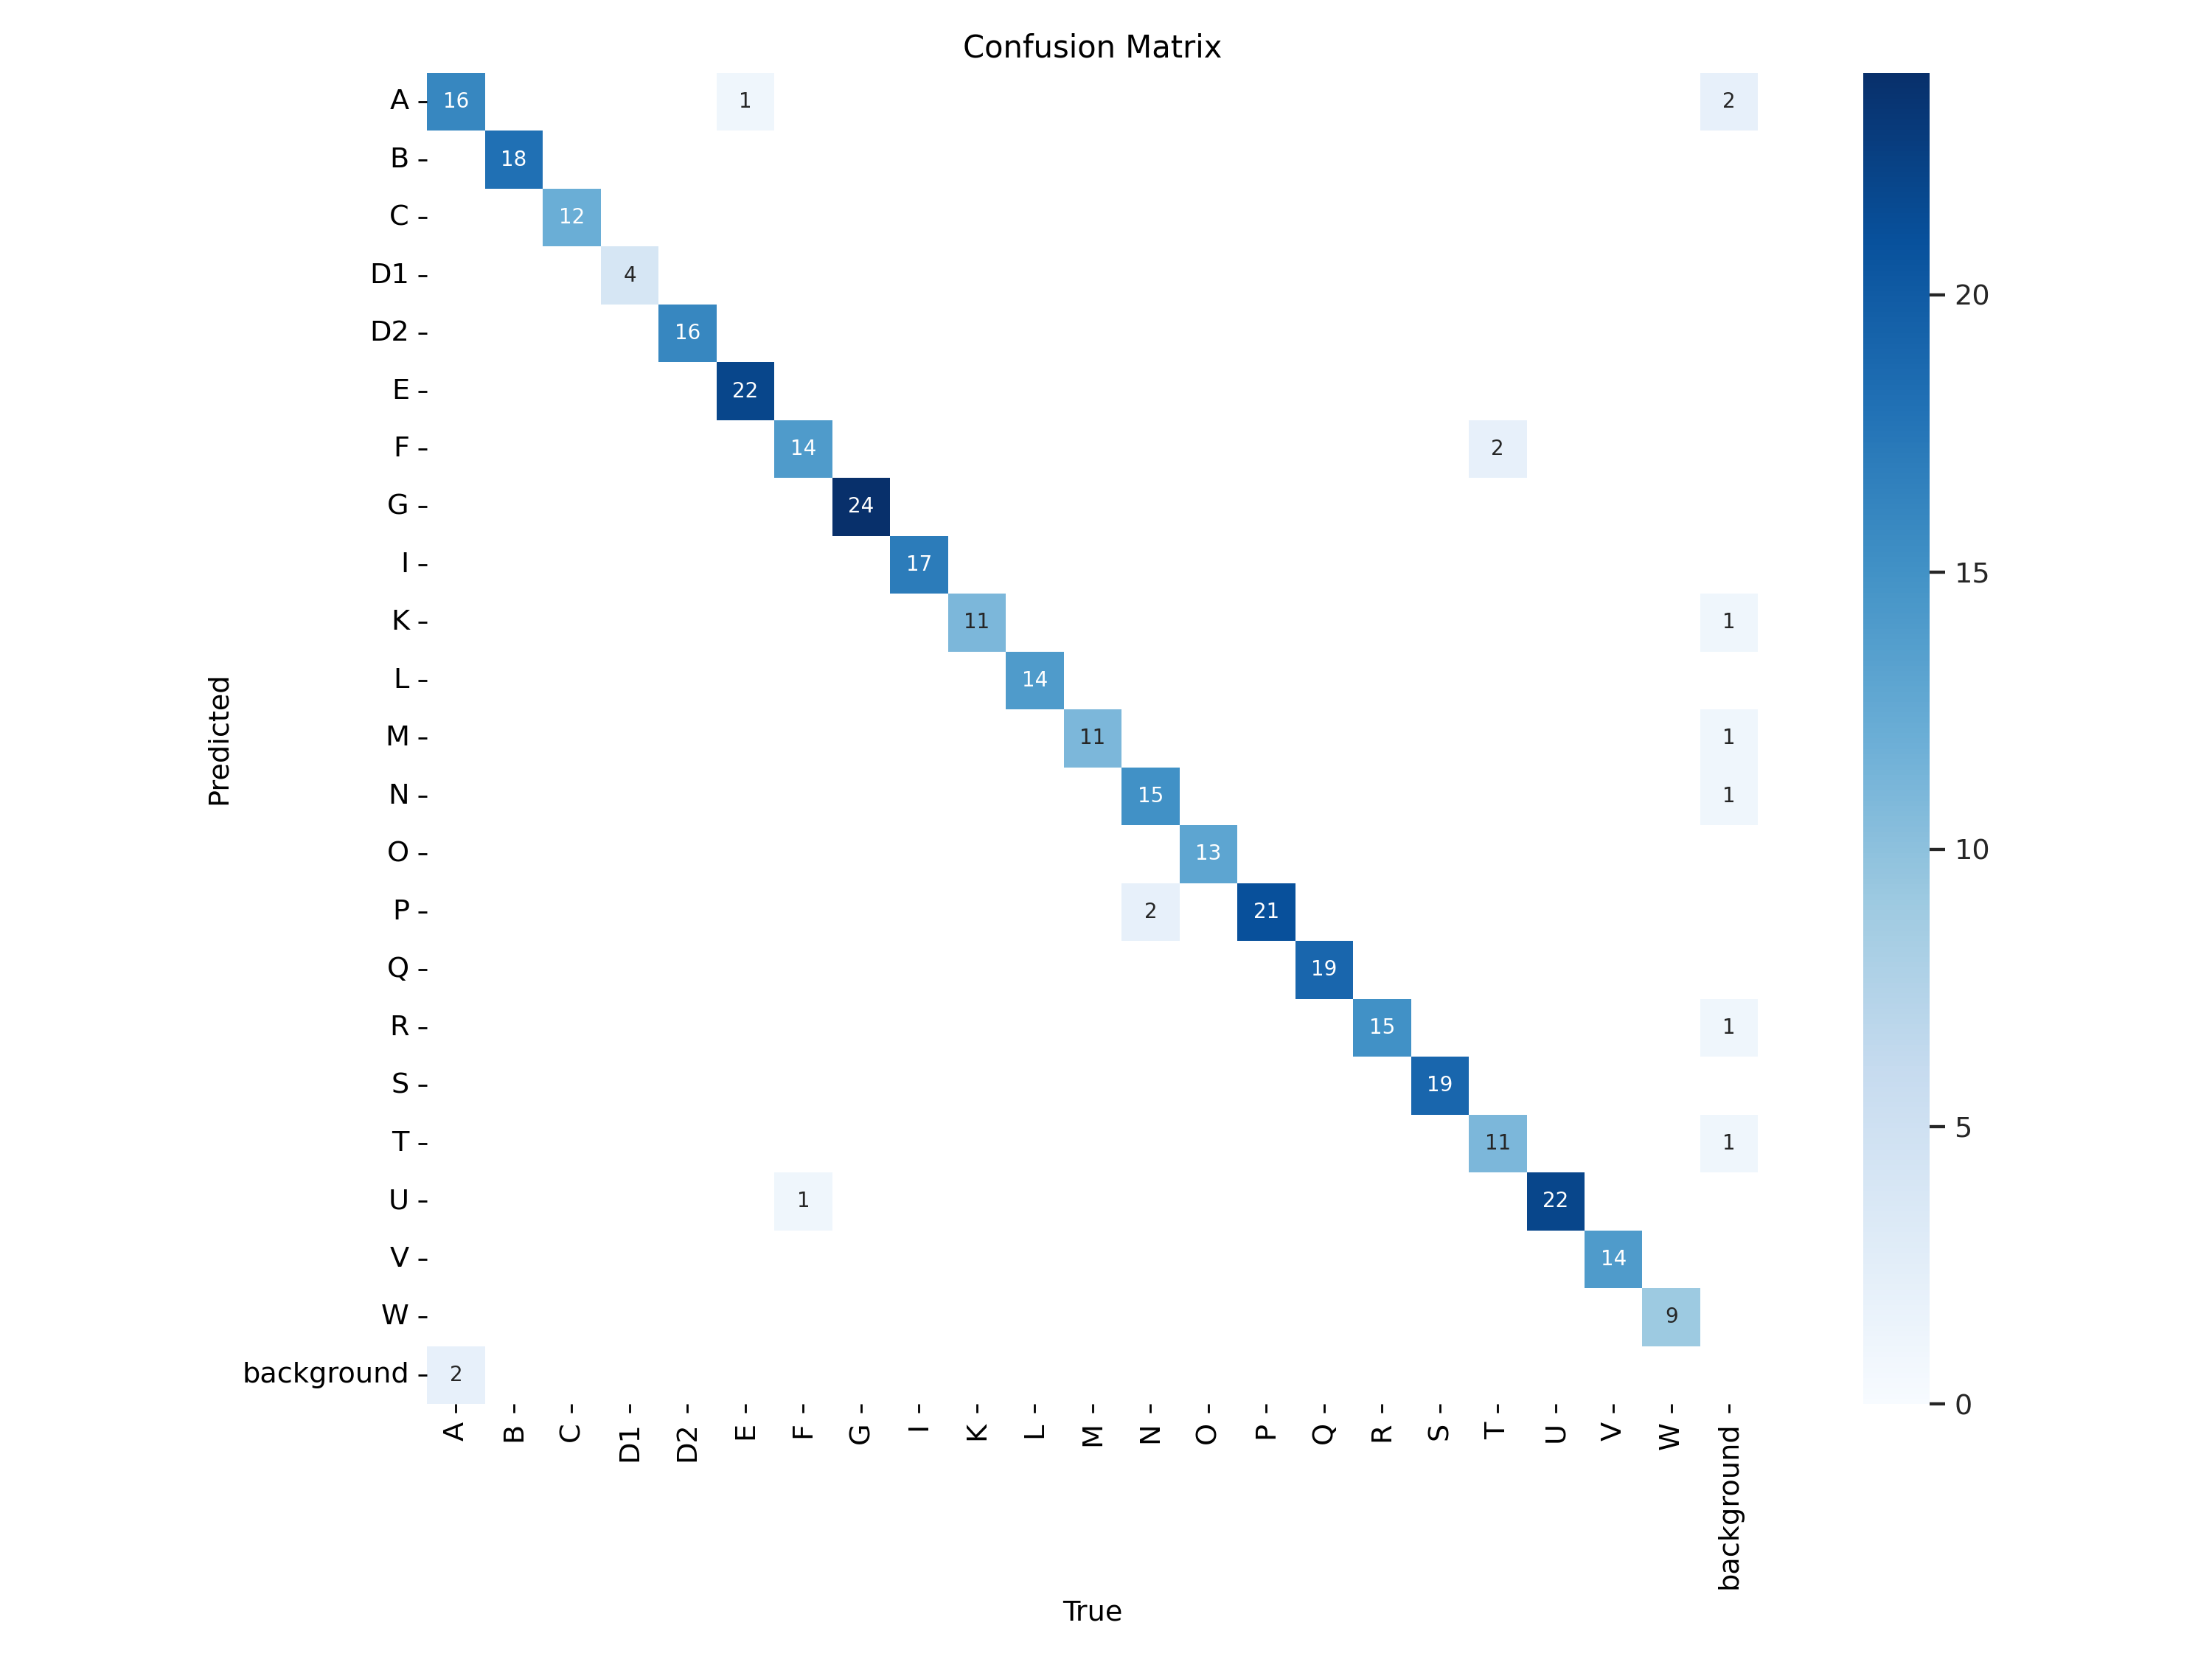 Confusion Matrix
A 16 1 2
B 18
C 12
D1 4
D2 16
E 22
F 14 2
G 24
I 17
K 11 1
L 14
M 11 1
N 15 1
O 13
P 2 21
Q 19
R 15 1
S 19
T 11 1
U 1 22
V 14
W 9
background 2
A B C D1 D2 E F G I K L M N O P Q R S T U V W background
Predicted
True
20
15
10
5
0